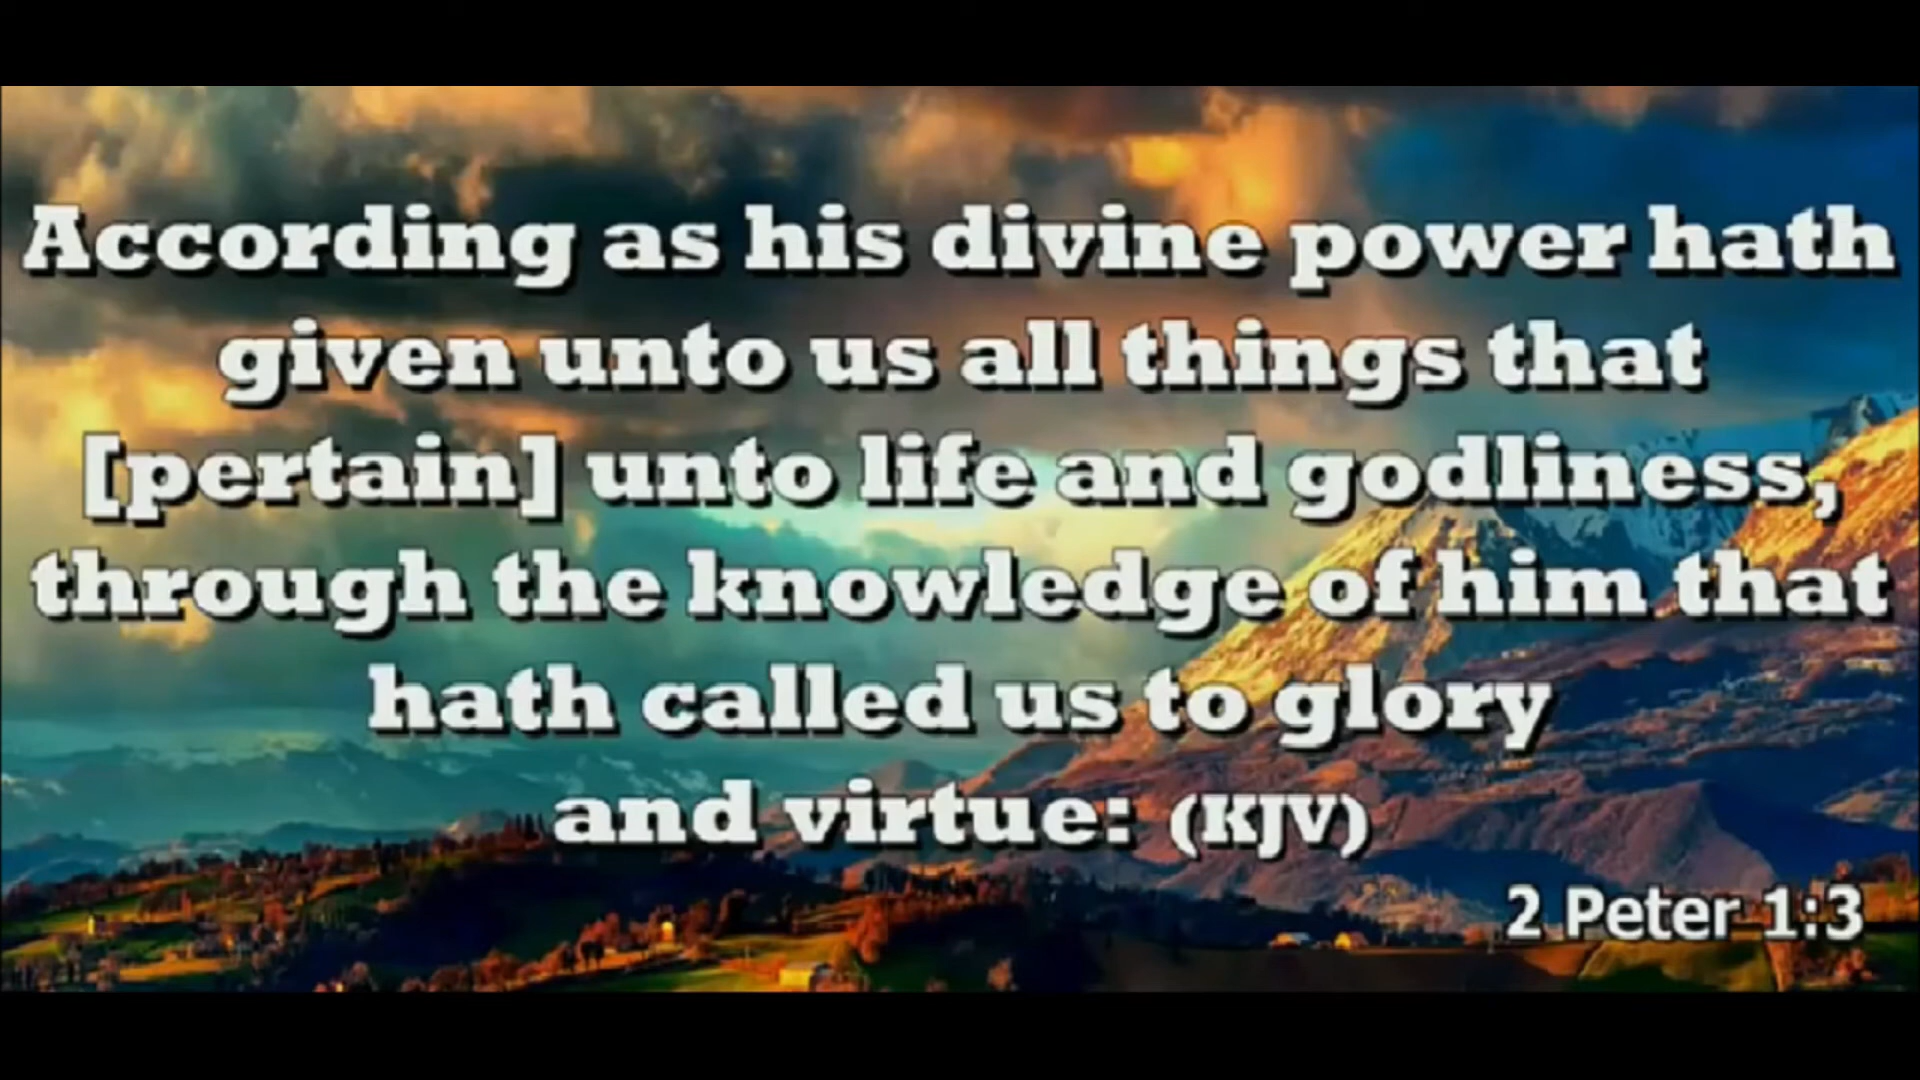 According as his divine power hath
given unto us all things that
[pertain] unto life and godliness,
through the knowledge of him that
hath called us to glory
and virtue: (KJV)
2 Peter 1:3